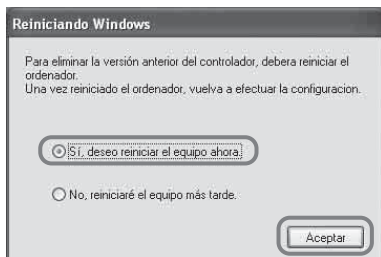 Reiniciando Windows
Para eliminar la versión anterior del controlador, debera reiniciar el
ordenador.
Una vez reiniciado el ordenador, vuelva a efectuar la configuracion.
Sí, deseo reiniciar el equipo ahora.
No, reiniciaré el equipo más tarde.
Aceptar